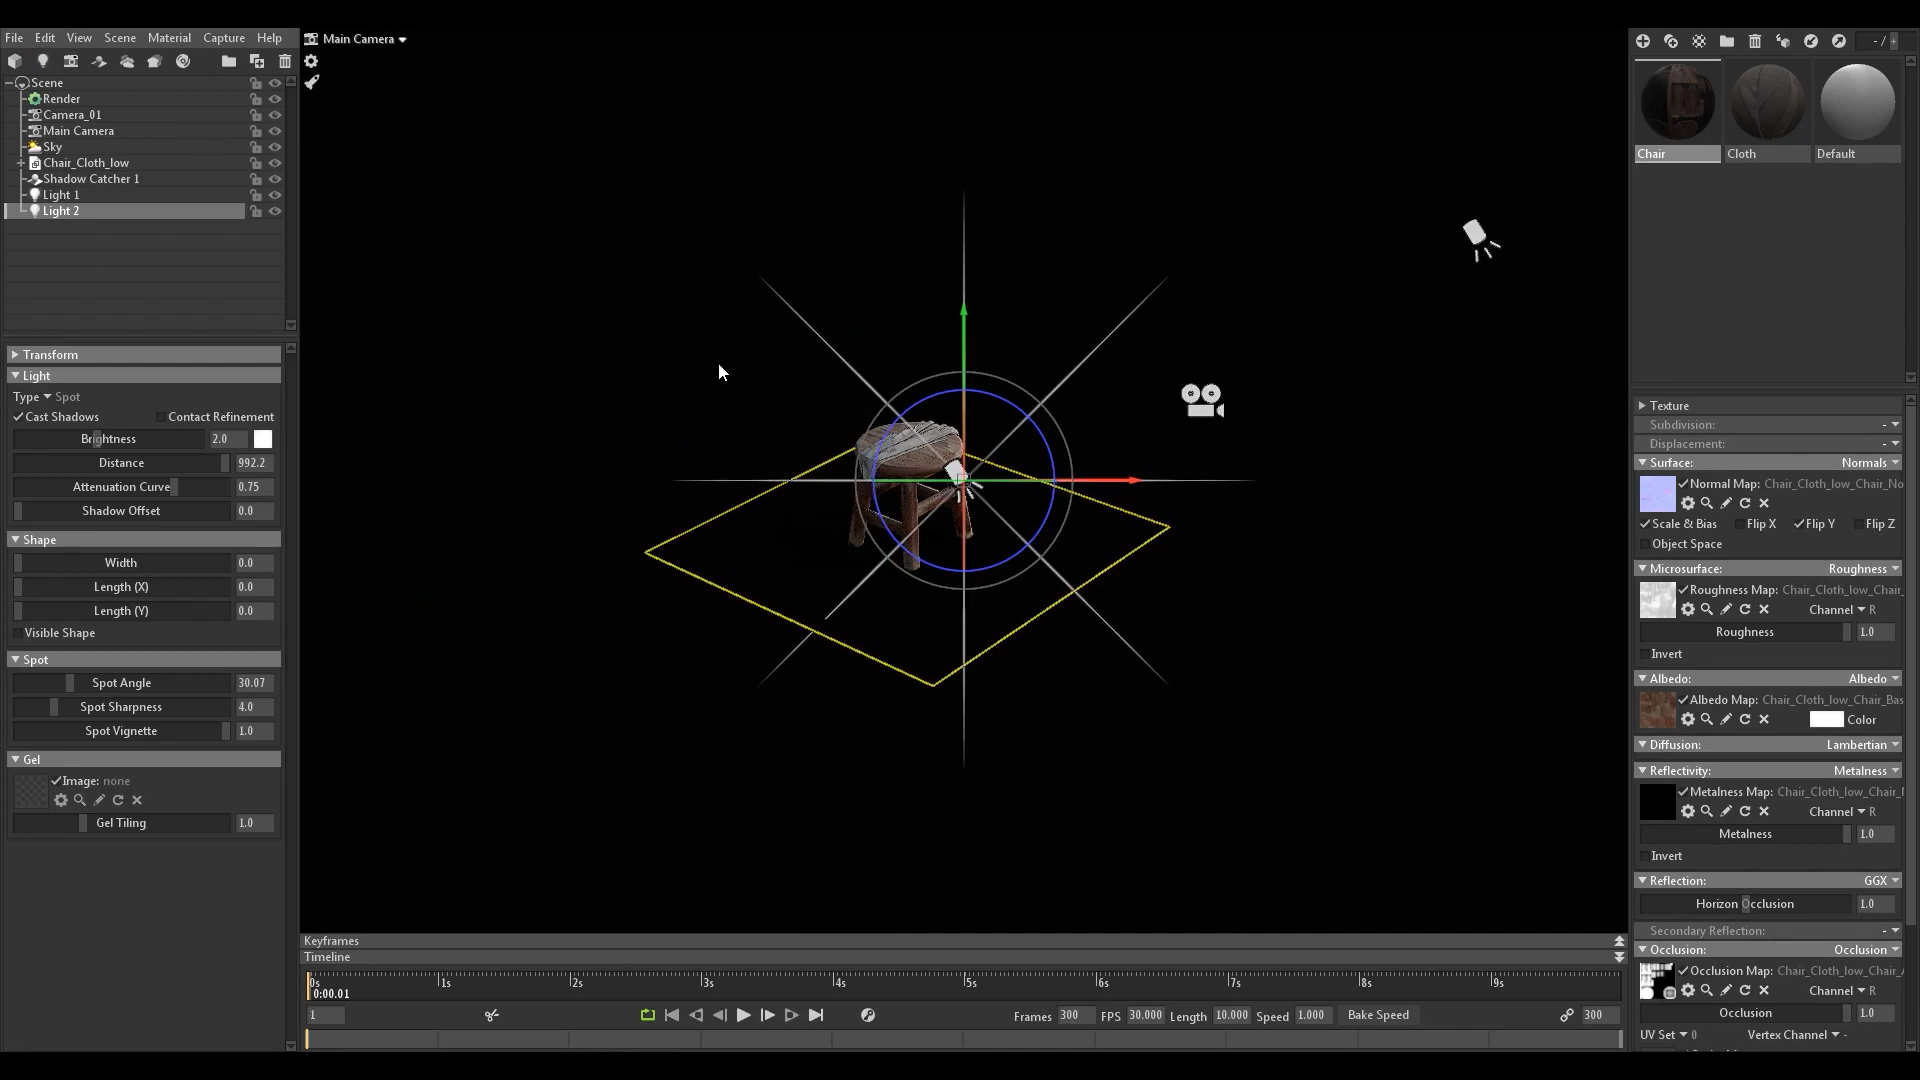 File Edit View Scene Material Capture Help
Main Camera
Scene
Render
Camera_01
Main Camera
Sky
Chair_Cloth_low
Shadow Catcher 1
Light 1
Light 2
Transform
Light
Type Spot
Cast Shadows Contact Refinement
Brightness 2.0
Distance 992.2
Attenuation Curve 0.75
Shadow Offset 0.0
Shape
Width 0.0
Length (X) 0.0
Length (Y) 0.0
Visible Shape
Spot
Spot Angle 30.07
Spot Sharpness 4.0
Spot Vignette 1.0
Gel
Image: none
Gel Tiling 1.0
Keyframes
Timeline
0s 1s 2s 3s 4s 5s 6s 7s 8s 9s
0:00.01
1 Frames 300 FPS 30.000 Length 10.000 Speed 1.000 Bake Speed 300
- /
Chair Cloth Default
Texture
Subdivision: -
Displacement: -
Surface: Normals
Normal Map: Chair_Cloth_low_Chair_No
Scale & Bias Flip X Flip Y Flip Z
Object Space
Microsurface: Roughness
Roughness Map: Chair_Cloth_low_Chair_
Channel R
Roughness 1.0
Invert
Albedo: Albedo
Albedo Map: Chair_Cloth_low_Chair_Bas
Color
Diffusion: Lambertian
Reflectivity: Metalness
Metalness Map: Chair_Cloth_low_Chair_
Channel R
Metalness 1.0
Invert
Reflection: GGX
Horizon Occlusion 1.0
Secondary Reflection: -
Occlusion: Occlusion
Occlusion Map: Chair_Cloth_low_Chair_
Channel R
Occlusion 1.0
UV Set 0 Vertex Channel -